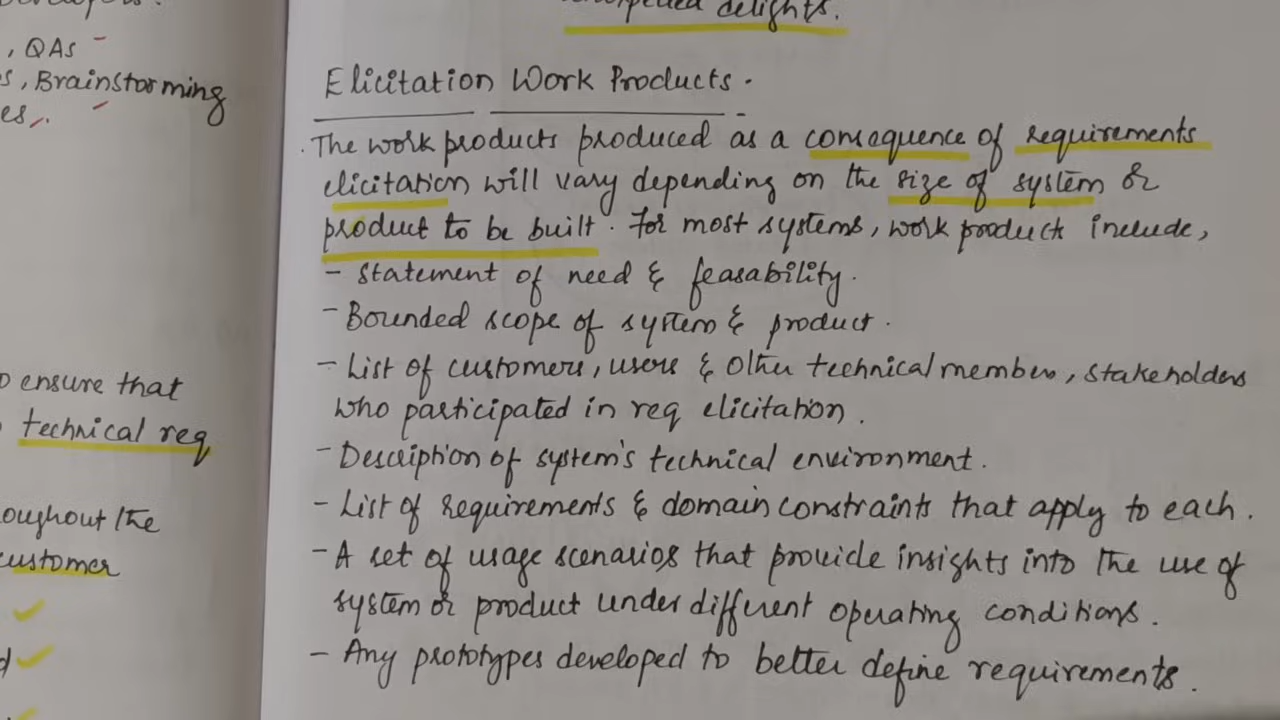 , QAs
, Brainstorming
es,.
o ensure that
technical req
oughout the
customer
delights.
Elicitation Work Products.
The work products produced as a consequence of requirements
elicitation will vary depending on the size of system or
product to be built. For most systems, work product include,
- Statement of need & feasability.
- Bounded scope of system & product.
- List of customers, users & other technical members, stakeholders
who participated in req elicitation.
- Description of system's technical environment.
- List of requirements & domain constraints that apply to each.
- A set of usage scenarios that provide insights into the use of
system or product under different operating conditions.
- Any prototypes developed to better define requirements.